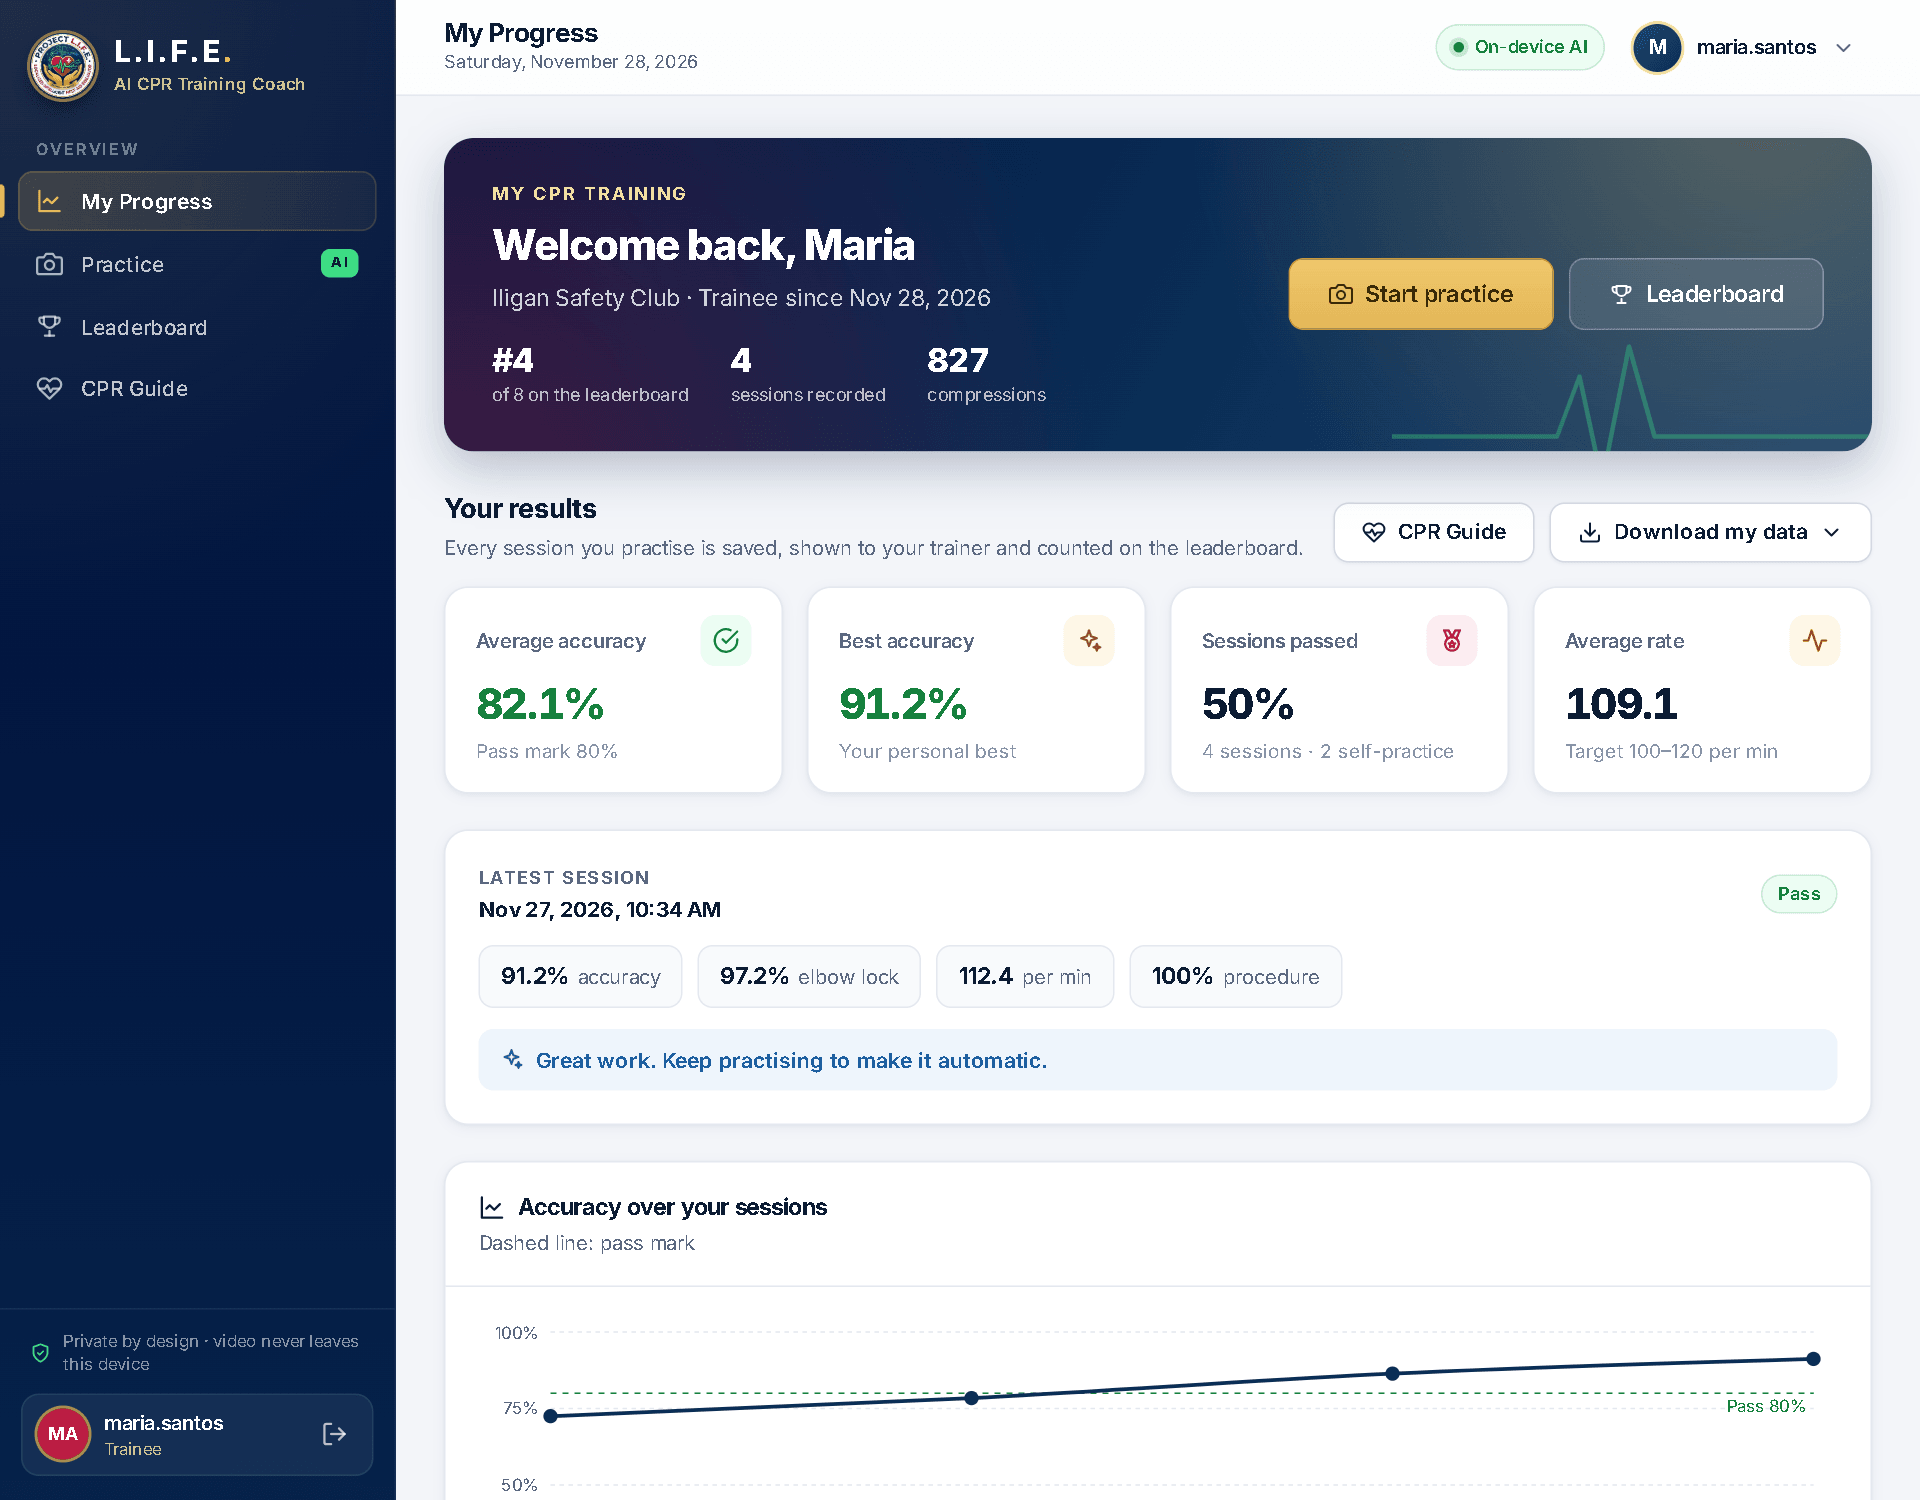 L.I.F.E.
AI CPR Training Coach
OVERVIEW
My Progress
Practice
AI
Leaderboard
CPR Guide
Private by design · video never leaves
this device
MA
maria.santos
Trainee
My Progress
Saturday, November 28, 2026
On-device AI
M
maria.santos
MY CPR TRAINING
Welcome back, Maria
Iligan Safety Club · Trainee since Nov 28, 2026
#4
of 8 on the leaderboard
4
sessions recorded
827
compressions
Start practice
Leaderboard
Your results
Every session you practise is saved, shown to your trainer and counted on the leaderboard.
CPR Guide
Download my data
Average accuracy
82.1%
Pass mark 80%
Best accuracy
91.2%
Your personal best
Sessions passed
50%
4 sessions · 2 self-practice
Average rate
109.1
Target 100–120 per min
LATEST SESSION
Nov 27, 2026, 10:34 AM
Pass
91.2% accuracy
97.2% elbow lock
112.4 per min
100% procedure
Great work. Keep practising to make it automatic.
Accuracy over your sessions
Dashed line: pass mark
100%
75%
Pass 80%
50%